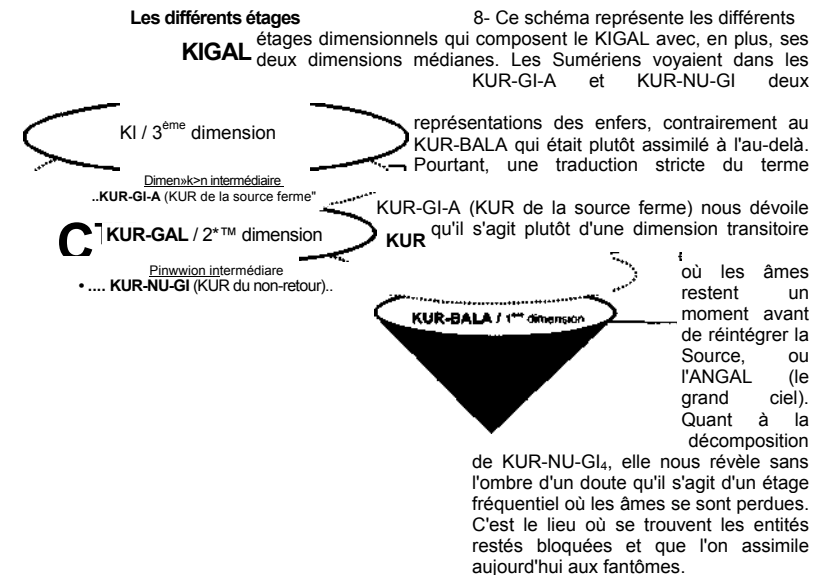 Les différents étages
KIGAL
KI / 3ème dimension
Dimen»k>n intermédiaire
..KUR-GI-A (KUR de la source ferme"
C KUR-GAL / 2*™ dimension
Pinwwion intermédiare
• .... KUR-NU-GI (KUR du non-retour)..
KUR
KUR-BALA / 1 dimension
8- Ce schéma représente les différents
étages dimensionnels qui composent le KIGAL avec, en plus, ses
deux dimensions médianes. Les Sumériens voyaient dans les
KUR-GI-A et KUR-NU-GI deux
représentations des enfers, contrairement au
KUR-BALA qui était plutôt assimilé à l'au-delà.
Pourtant, une traduction stricte du terme
KUR-GI-A (KUR de la source ferme) nous dévoile
qu'il s'agit plutôt d'une dimension transitoire
où les âmes
restent un
moment avant
de réintégrer la
Source, ou
l'ANGAL (le
grand ciel).
Quant à la
décomposition
de KUR-NU-GI₄, elle nous révèle sans
l'ombre d'un doute qu'il s'agit d'un étage
fréquentiel où les âmes se sont perdues.
C'est le lieu où se trouvent les entités
restés bloquées et que l'on assimile
aujourd'hui aux fantômes.